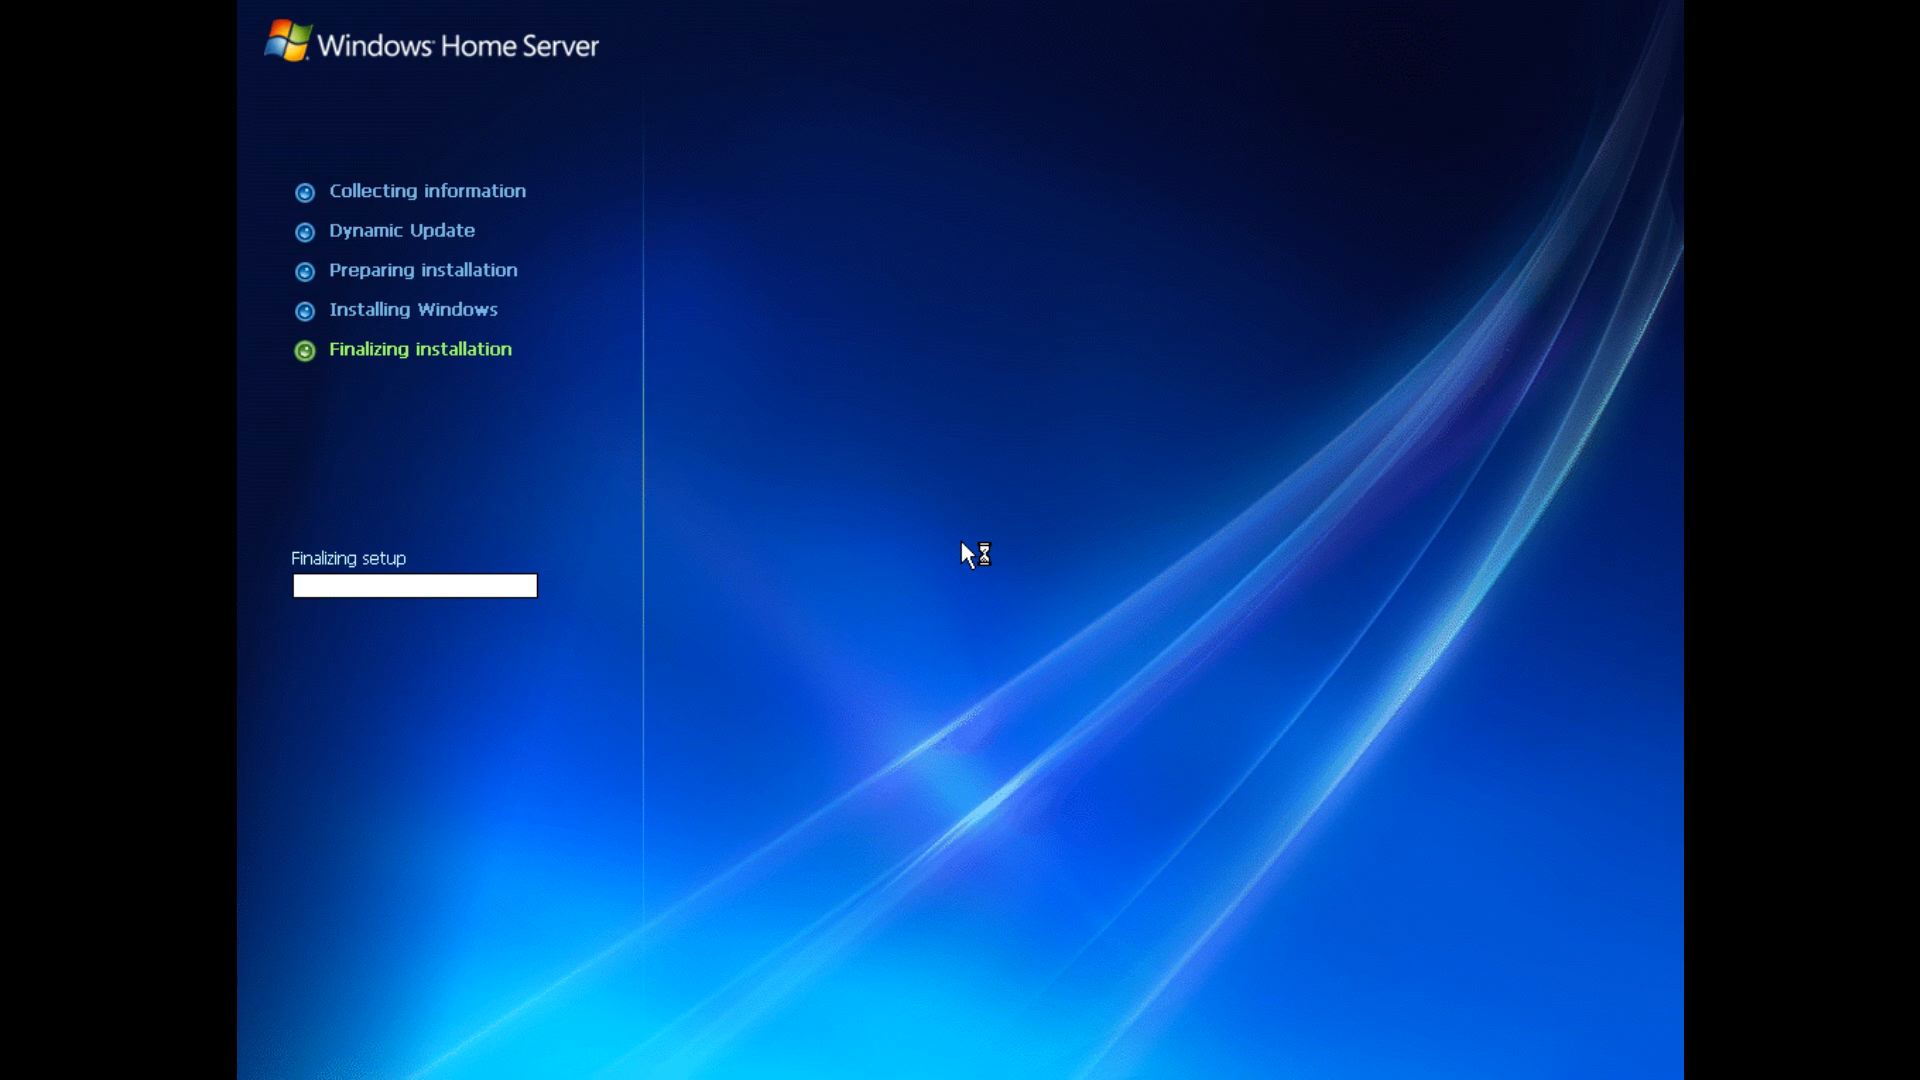 Windows Home Server
Collecting information
Dynamic Update
Preparing installation
Installing Windows
Finalizing installation
Finalizing setup